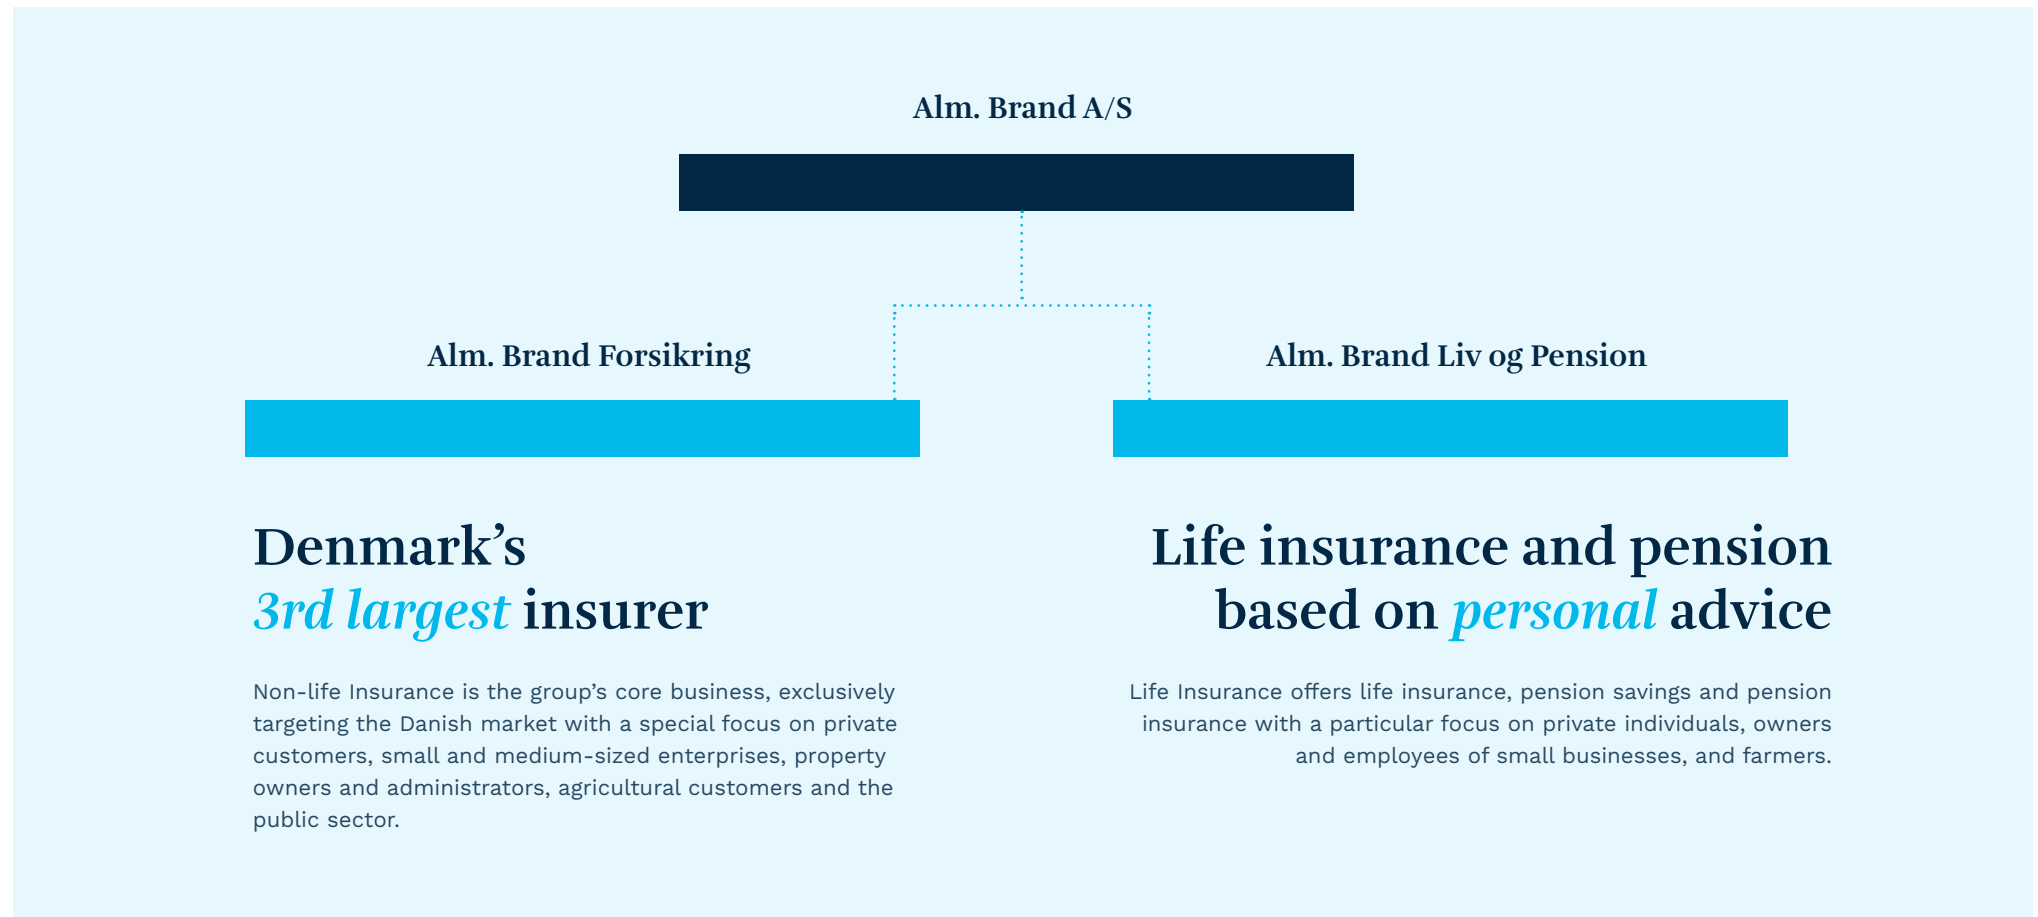 Alm. Brand A/S
Alm. Brand Forsikring
Denmark’s
3rd largest insurer
Non-life Insurance is the group’s core business, exclusively
targeting the Danish market with a special focus on private
customers, small and medium-sized enterprises, property
owners and administrators, agricultural customers and the
public sector.
Alm. Brand Liv og Pension
Life insurance and pension
based on personal advice
Life Insurance offers life insurance, pension savings and pension
insurance with a particular focus on private individuals, owners
and employees of small businesses, and farmers.